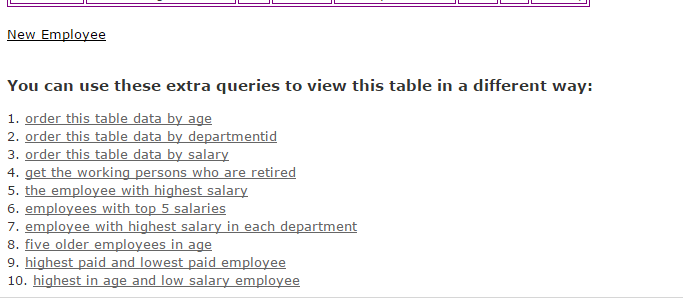 New Employee
You can use these extra queries to view this table in a different way:
1. order this table data by age
2. order this table data by departmentid
3. order this table data by salary
4. get the working persons who are retired
5. the employee with highest salary
6. employees with top 5 salaries
7. employee with highest salary in each department
8. five older employees in age
9. highest paid and lowest paid employee
10. highest in age and low salary employee